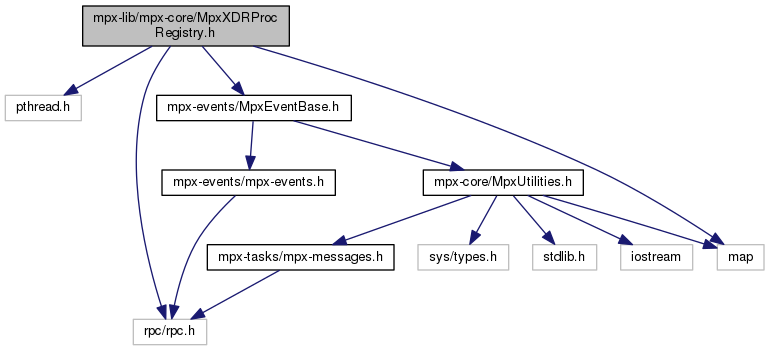 mpx-lib/mpx-core/MpxXDRProc
Registry.h
pthread.h
mpx-events/MpxEventBase.h
mpx-events/mpx-events.h
mpx-core/MpxUtilities.h
mpx-tasks/mpx-messages.h
sys/types.h
stdlib.h
iostream
map
rpc/rpc.h